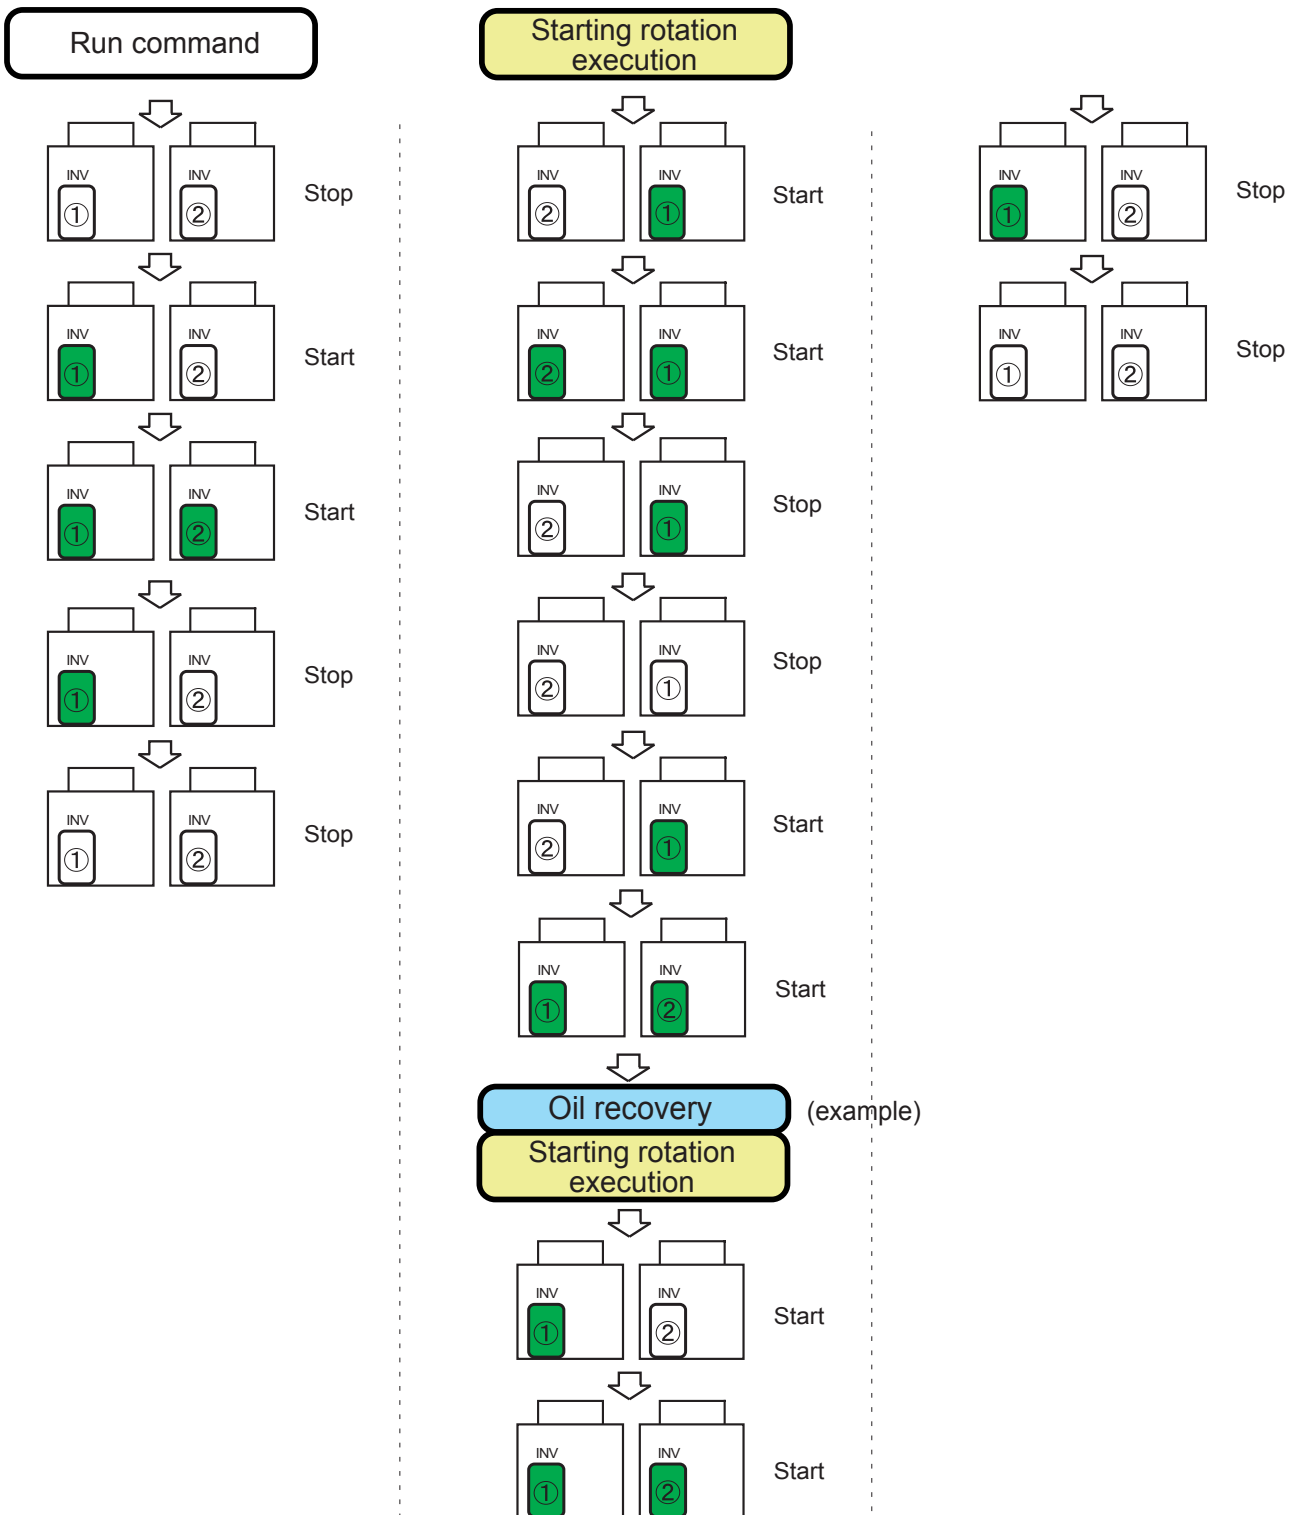 Run command
INV INV
① ② Stop
INV INV
① ② Start
INV INV
① ② Start
INV INV
① ② Stop
INV INV
① ② Stop
Starting rotation
execution
INV INV
② ① Start
INV INV
② ① Start
INV INV
② ① Stop
INV INV
② ① Stop
INV INV
② ① Start
INV INV
① ② Start
Oil recovery (example)
Starting rotation
execution
INV INV
① ② Start
INV INV
① ② Start
INV INV
① ② Stop
INV INV
① ② Stop